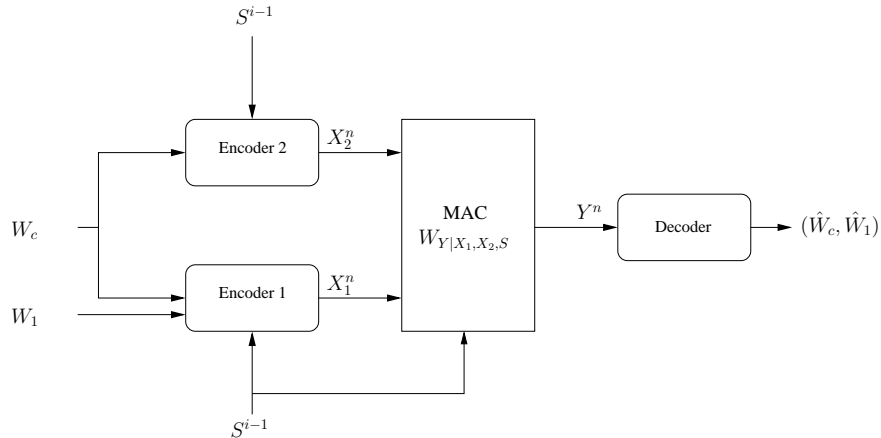 S^{i-1}
Encoder 2
X_2^n
MAC
W_{Y|X_1,X_2,S}
Y^n
Decoder
(\hat{W}_c, \hat{W}_1)
W_c
Encoder 1
X_1^n
W_1
S^{i-1}